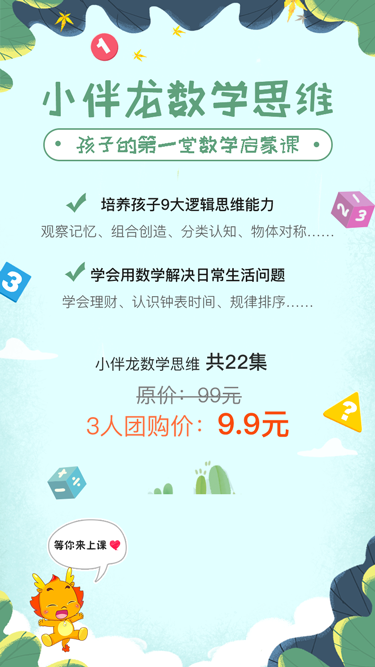 1
小伴龙数学思维
• 孩子的第一堂数学启蒙课 •
培养孩子9大逻辑思维能力
观察记忆、组合创造、分类认知、物体对称……
1
2 3
3
学会用数学解决日常生活问题
学会理财、认识钟表时间、规律排序……
小伴龙数学思维 共22集
原价：99元
3人团购价：9.9元
?
÷
等你来上课❤